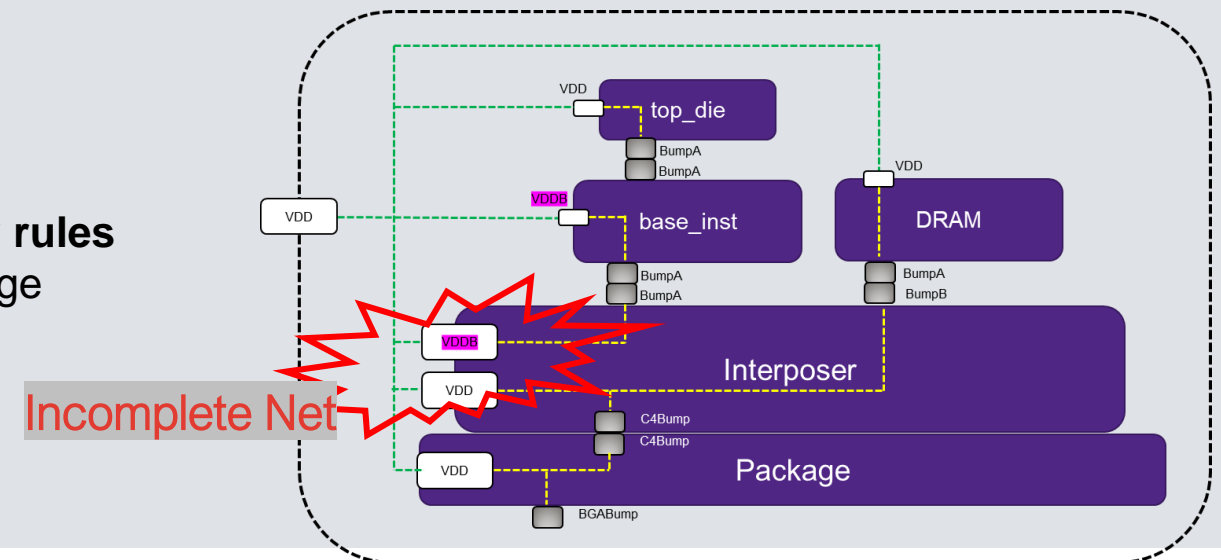 VDD
top_die
BumpA
BumpA
VDD
VDDB
VDD
base_inst
DRAM
rules
ge
BumpA
BumpA
BumpA
BumpB
VDDB
Interposer
VDD
Incomplete Net
C4Bump
C4Bump
VDD
Package
BGABump